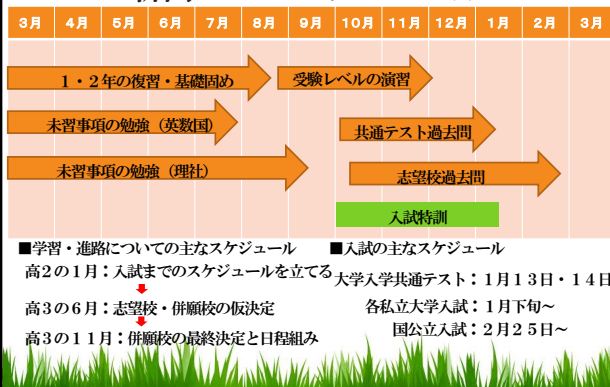 3月 4月 5月 6月 7月 8月 9月 10月 11月 12月 1月 2月 3月
1・2年の復習・基礎固め
受験レベルの演習
未習事項の勉強（英数国）
共通テスト過去問
未習事項の勉強（理社）
志望校過去問
入試特訓
■学習・進路についての主なスケジュール
高2の1月：入試までのスケジュールを立てる
高3の6月：志望校・併願校の仮決定
高3の11月：併願校の最終決定と日程組み
■入試の主なスケジュール
大学入学共通テスト：1月13日・14日
各私立大学入試：1月下旬～
国公立入試：2月25日～